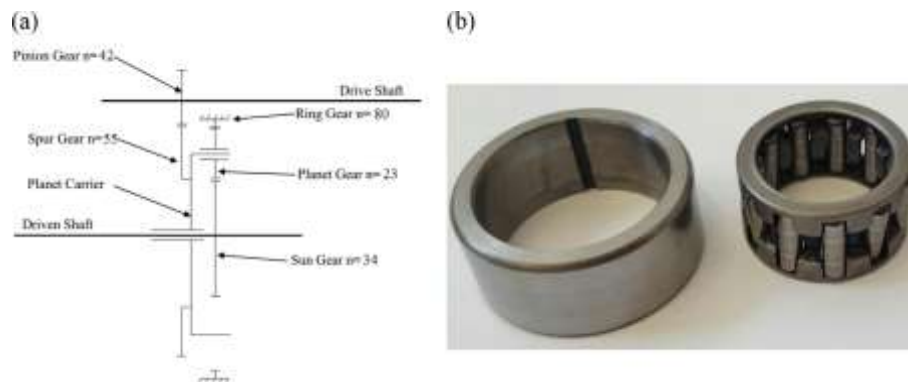 (a)
(b)
Pinion Gear n=42
Drive Shaft
Ring Gear n=80
Spur Gear n=55
Planet Gear n=23
Planet Carrier
Driven Shaft
Sun Gear n=34